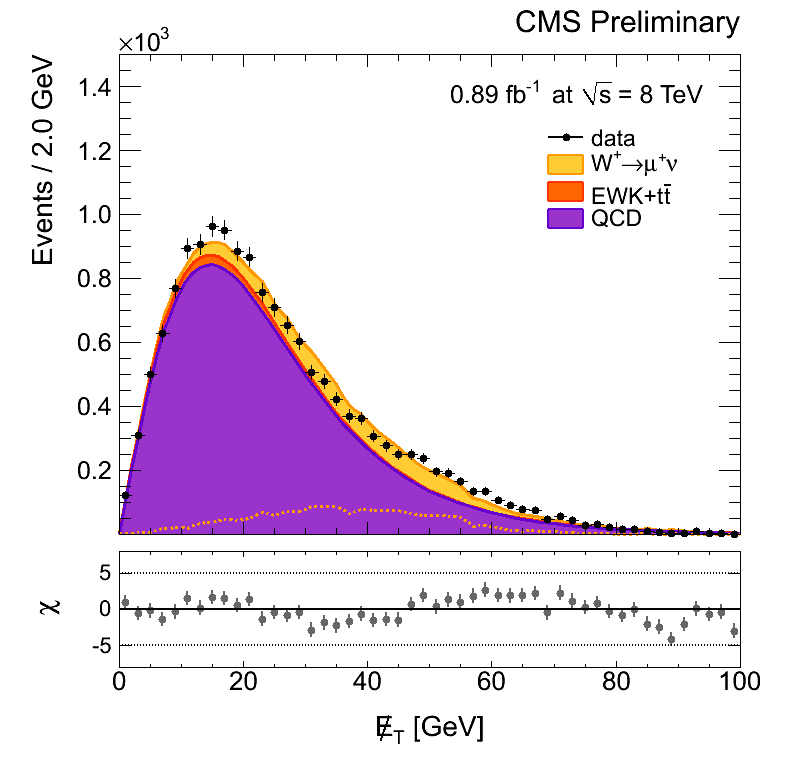 CMS Preliminary
×10³
0.89 fb⁻¹ at √s = 8 TeV
data
W⁺→μ⁺ν
EWK+tt̄
QCD
Events / 2.0 GeV
1.4
1.2
1.0
0.8
0.6
0.4
0.2
χ
5
0
-5
0 20 40 60 80 100
E̸_T [GeV]